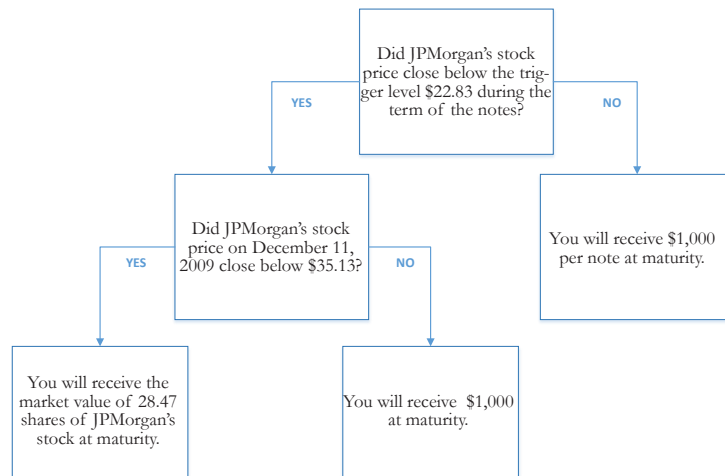 Did JPMorgan's stock
price close below the trig-
ger level $22.83 during the
term of the notes?
YES
NO
Did JPMorgan's stock
price on December 11,
2009 close below $35.13?
You will receive $1,000
per note at maturity.
YES
NO
You will receive the
market value of 28.47
shares of JPMorgan's
stock at maturity.
You will receive  $1,000
at maturity.